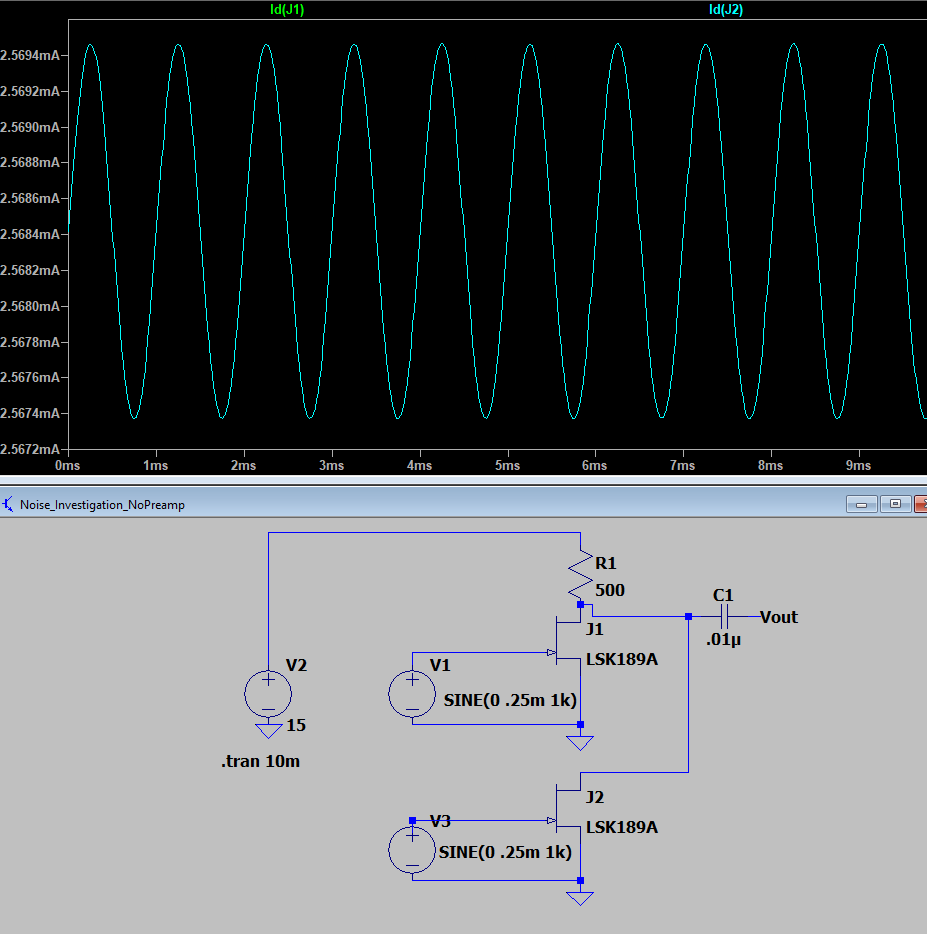 Id(J1) Id(J2)
2.5694mA
2.5692mA
2.5690mA
2.5688mA
2.5686mA
2.5684mA
2.5682mA
2.5680mA
2.5678mA
2.5676mA
2.5674mA
2.5672mA
0ms 1ms 2ms 3ms 4ms 5ms 6ms 7ms 8ms 9ms
Noise_Investigation_NoPreamp
R1
500
C1
Vout
.01µ
J1
LSK189A
V2
15
V1
SINE(0 .25m 1k)
.tran 10m
J2
LSK189A
V3
SINE(0 .25m 1k)